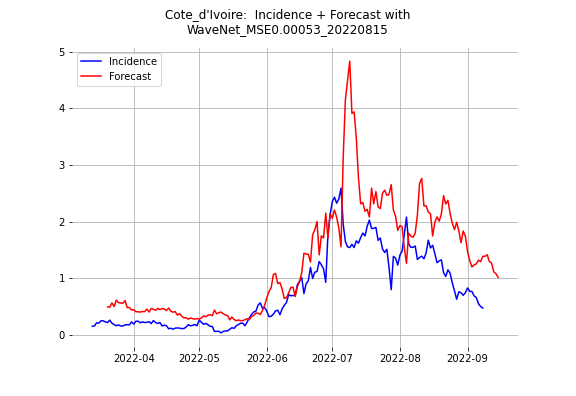 Cote_d'Ivoire:  Incidence + Forecast with
WaveNet_MSE0.00053_20220815
Incidence
Forecast
5
4
3
2
1
0
2022-04 2022-05 2022-06 2022-07 2022-08 2022-09